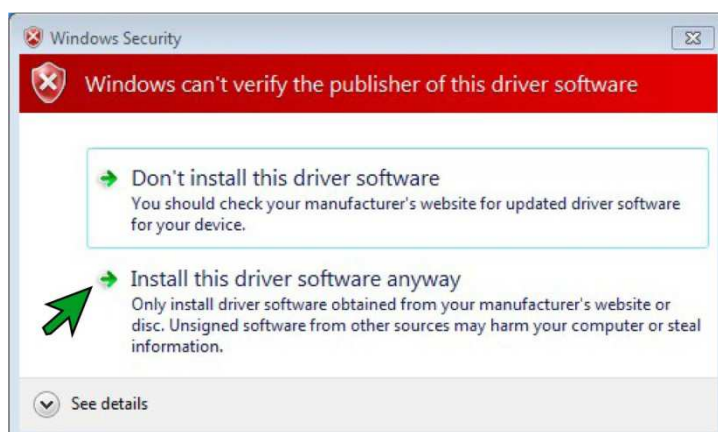 Windows Security
Windows can't verify the publisher of this driver software
Don't install this driver software
You should check your manufacturer's website for updated driver software
for your device.
Install this driver software anyway
Only install driver software obtained from your manufacturer's website or
disc. Unsigned software from other sources may harm your computer or steal
information.
See details